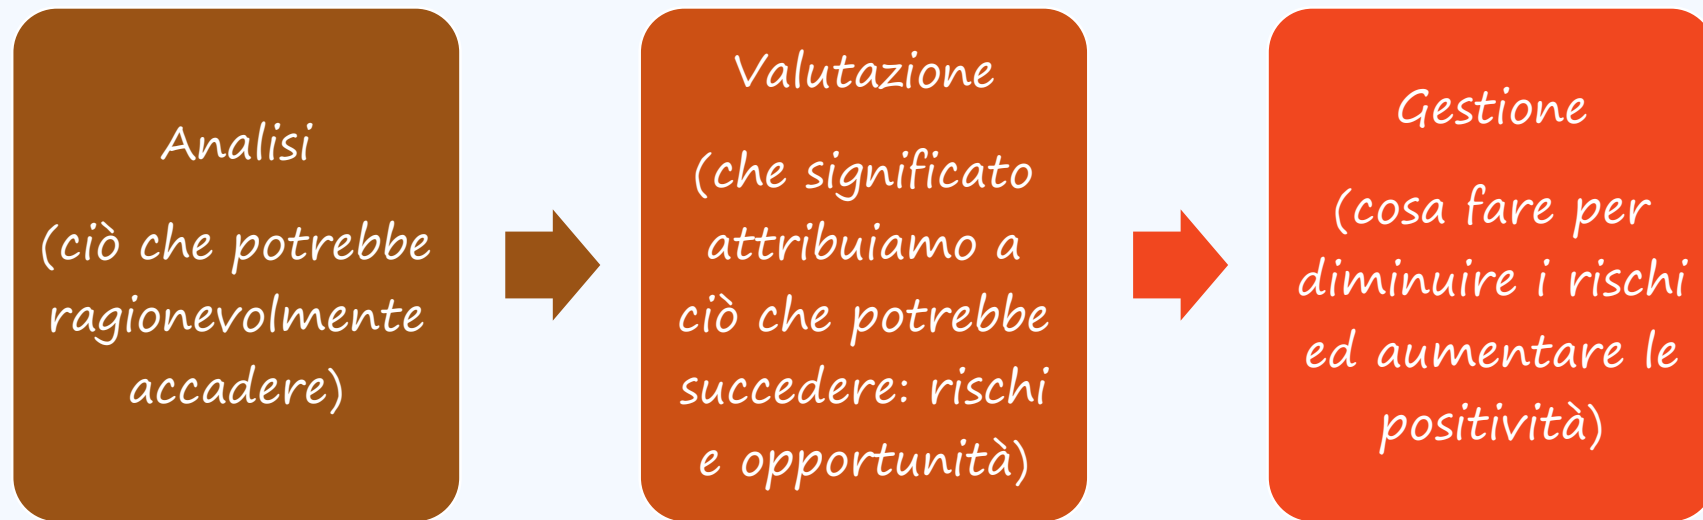 Analisi
(ciò che potrebbe
ragionevolmente
accadere)
Valutazione
(che significato
attribuiamo a
ciò che potrebbe
succedere: rischi
e opportunità)
Gestione
(cosa fare per
diminuire i rischi
ed aumentare le
positività)